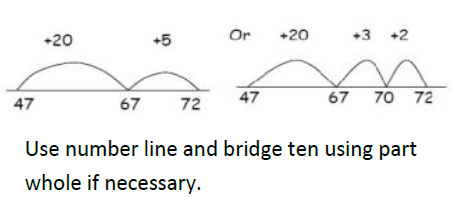 +20 +5 Or +20 +3 +2
47 67 72 47 67 70 72
Use number line and bridge ten using part
whole if necessary.